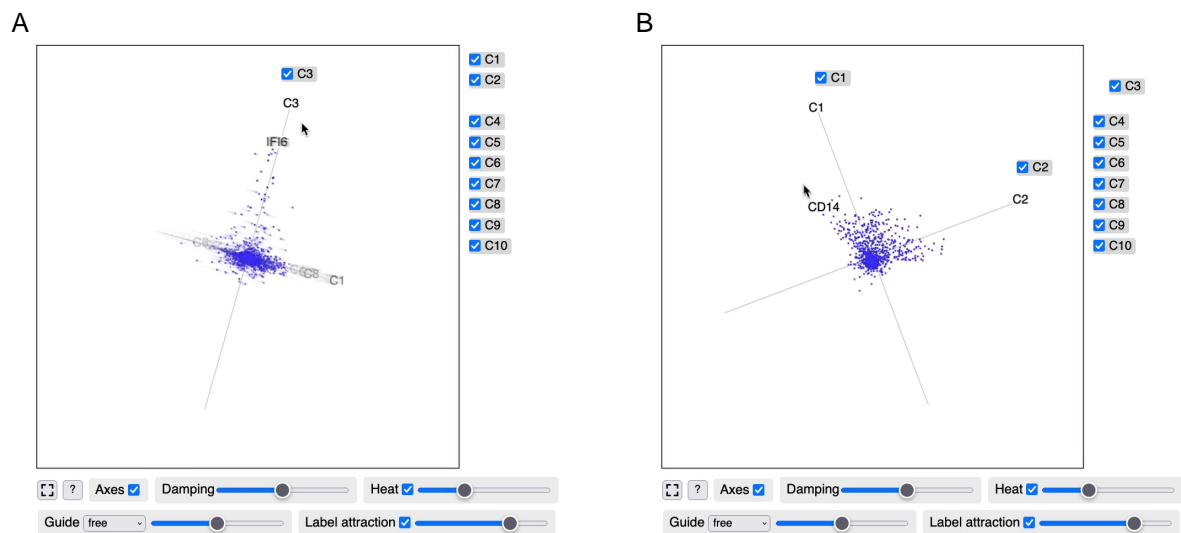 A
C3
C3
IFI6
C8
C1
C1
C2
C4
C5
C6
C7
C8
C9
C10
? Axes Damping Heat
Guide free Label attraction
B
C1
C1
C2
C2
CD14
C3
C4
C5
C6
C7
C8
C9
C10
? Axes Damping Heat
Guide free Label attraction